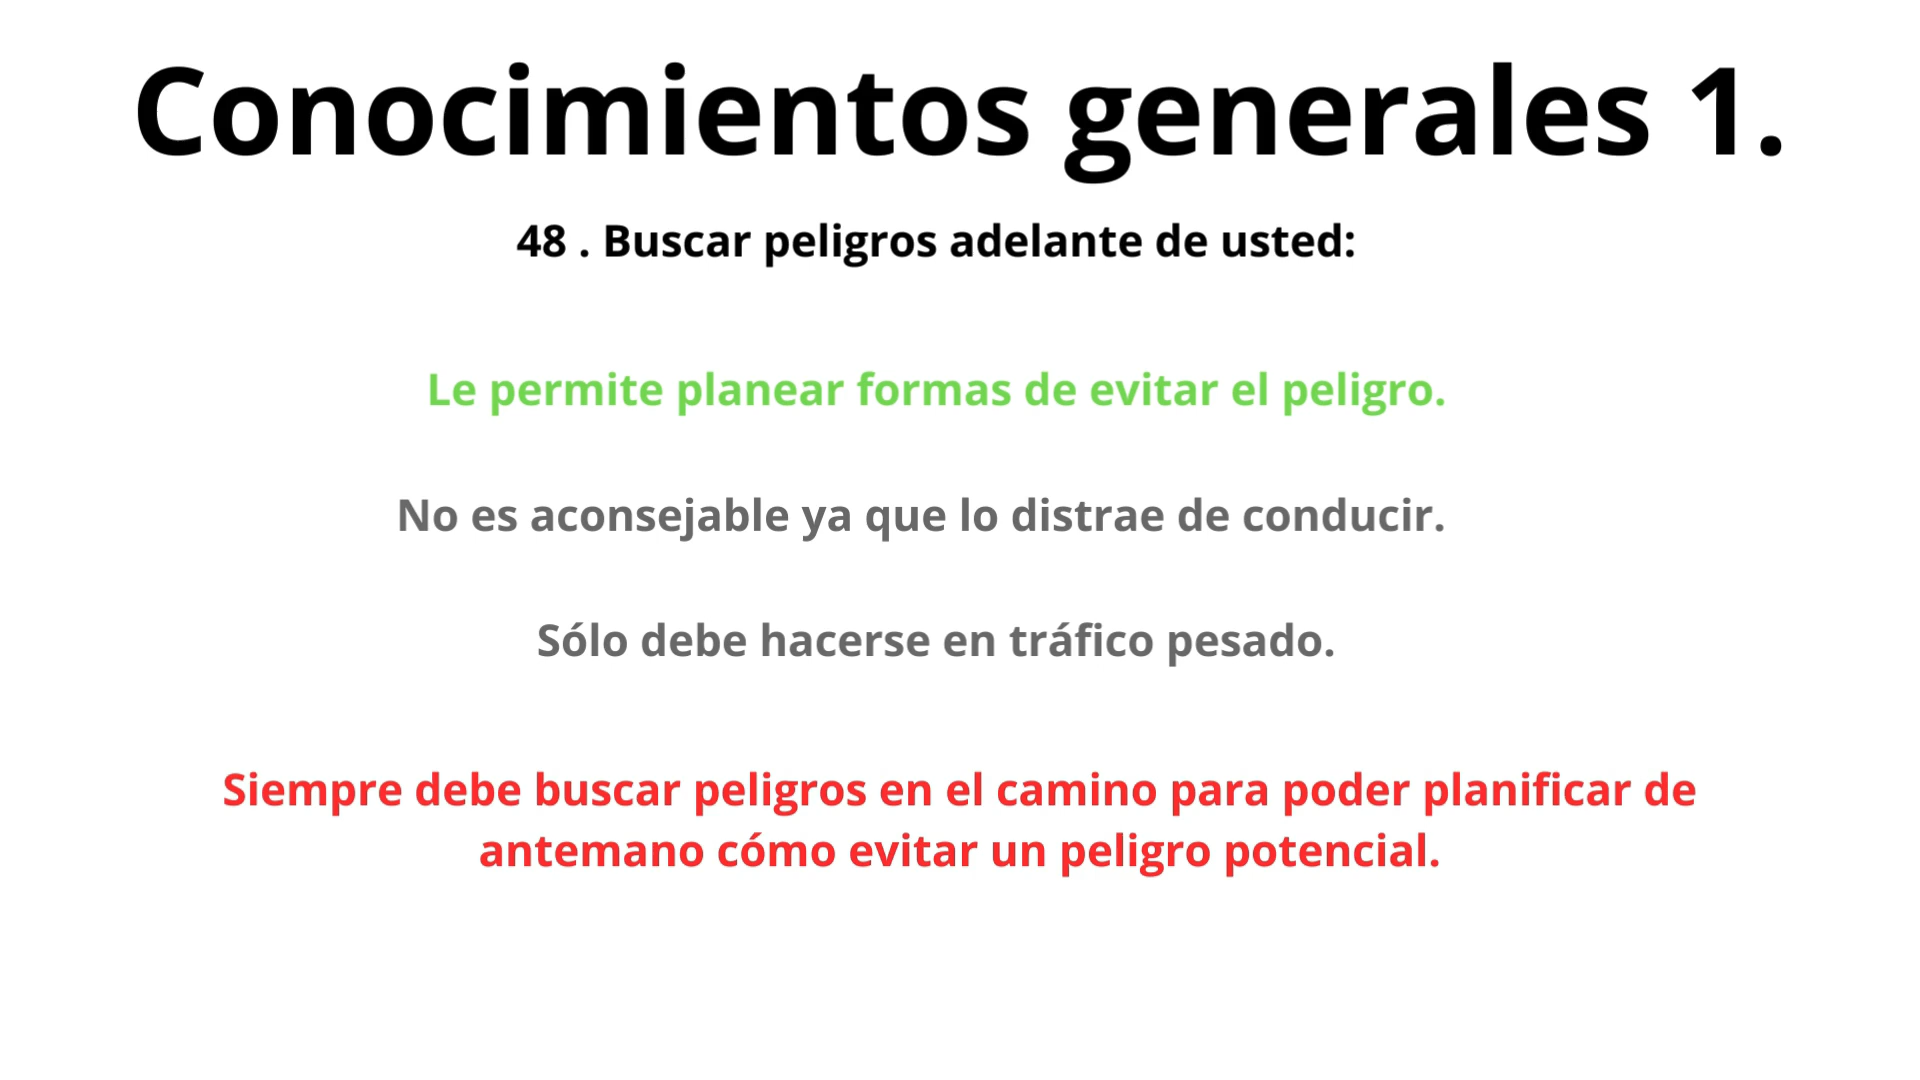 Conocimientos generales 1.
48 . Buscar peligros adelante de usted:
Le permite planear formas de evitar el peligro.
No es aconsejable ya que lo distrae de conducir.
Sólo debe hacerse en tráfico pesado.
Siempre debe buscar peligros en el camino para poder planificar de
antemano cómo evitar un peligro potencial.